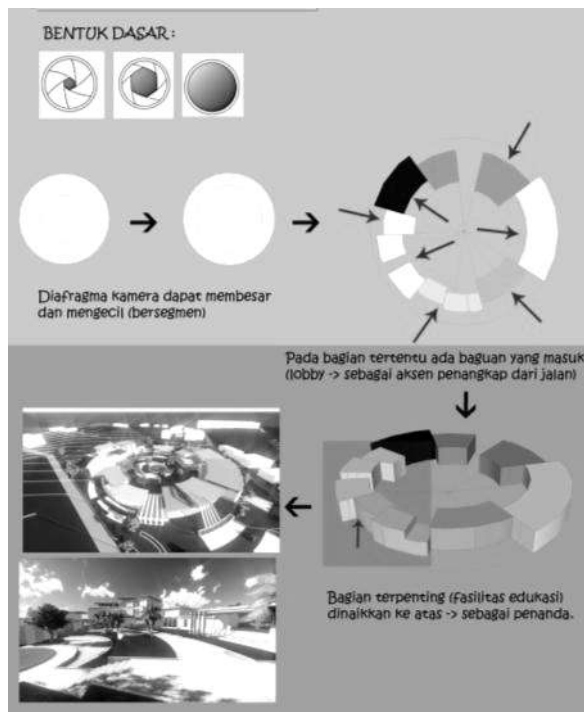 BENTUK DASAR:
Diafragma kamera dapat membesar
dan mengecil (bersegmen)
Pada bagian tertentu ada baguan yang masuk
(lobby -> sebagai aksen penangkap dari jalan)
Bagian terpenting (fasilitas edukasi)
dinaikkan ke atas -> sebagai penanda.